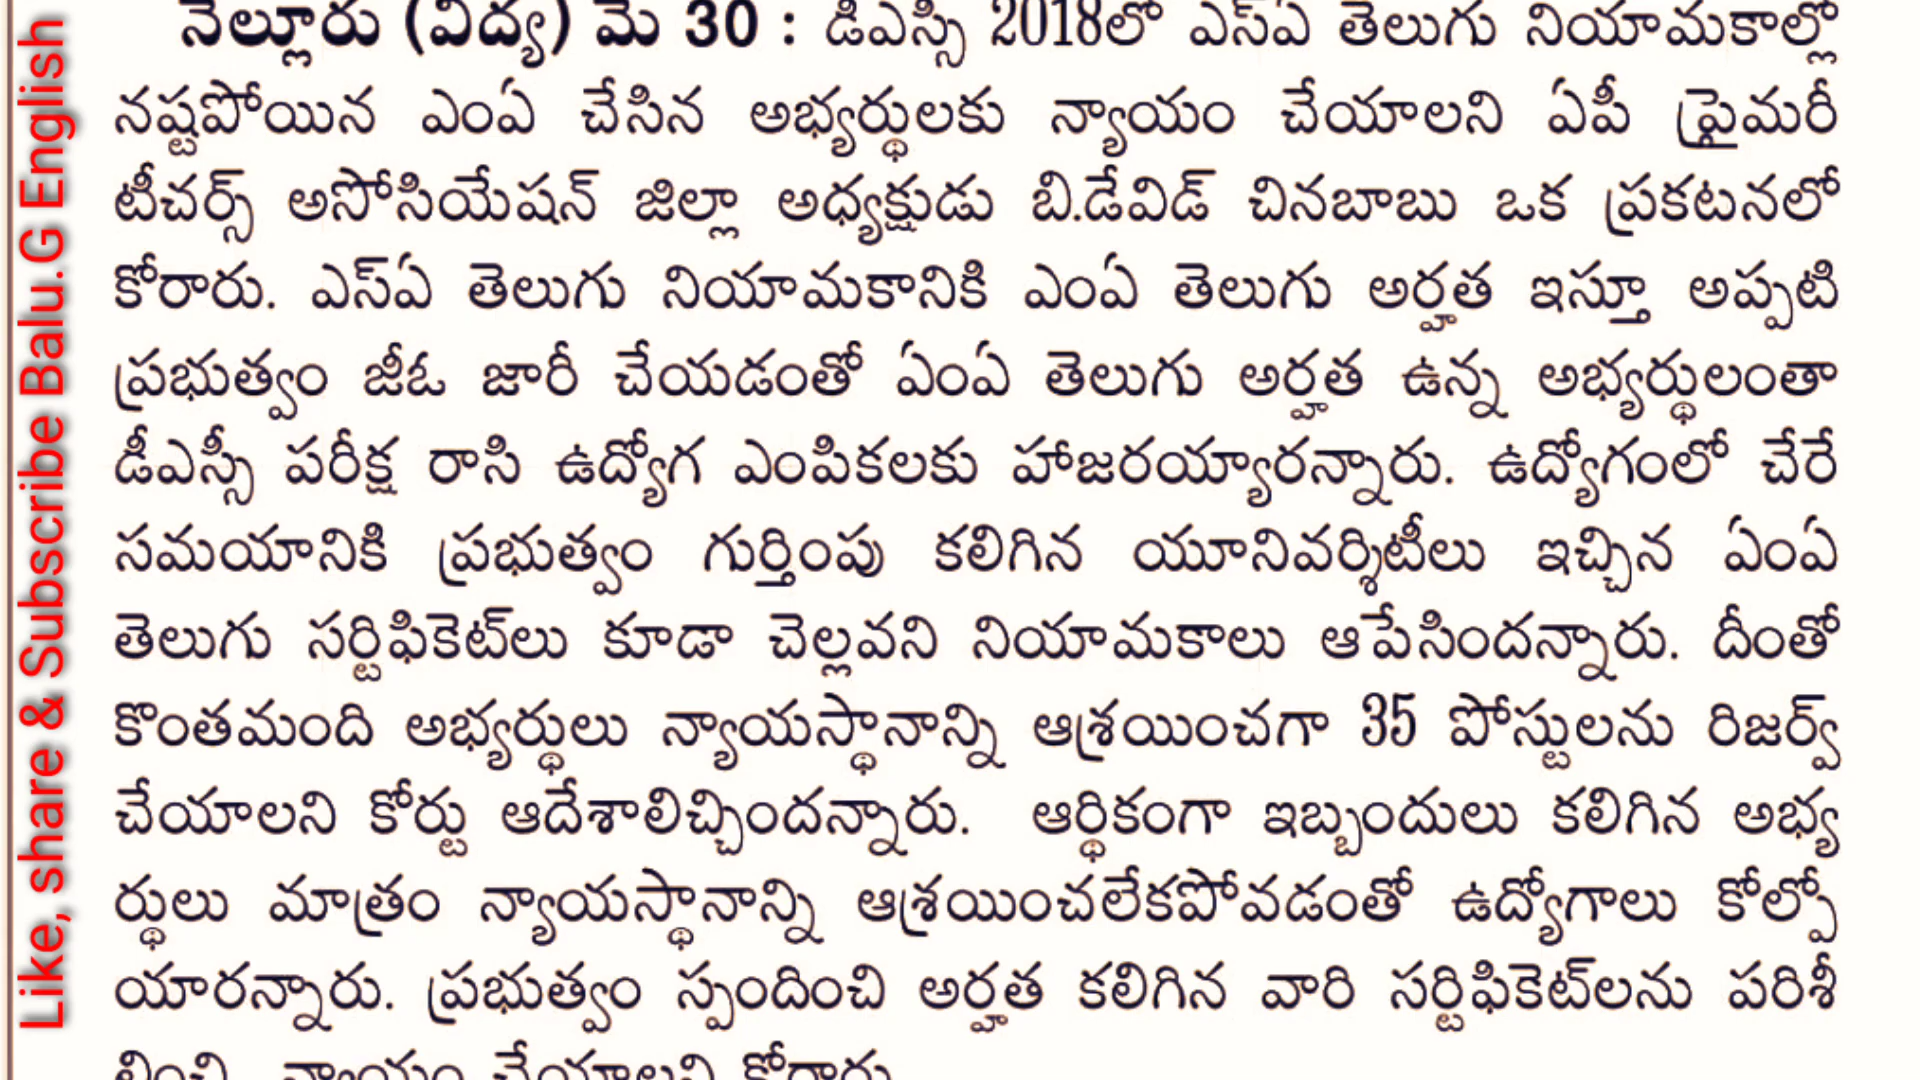 నెల్లూరు (విద్య) మే 30 : డీఎస్సీ 2018లో ఎస్ఏ తెలుగు నియామకాల్లో
నష్టపోయిన ఎంఏ చేసిన అభ్యర్థులకు న్యాయం చేయాలని ఏపీ ప్రైమరీ
టీచర్స్ అసోసియేషన్ జిల్లా అధ్యక్షుడు బి.డేవిడ్ చినబాబు ఒక ప్రకటనలో
కోరారు. ఎస్ఏ తెలుగు నియామకానికి ఎంఏ తెలుగు అర్హత ఇస్తూ అప్పటి
ప్రభుత్వం జీఓ జారీ చేయడంతో ఏంఏ తెలుగు అర్హత ఉన్న అభ్యర్థులంతా
డీఎస్సీ పరీక్ష రాసి ఉద్యోగ ఎంపికలకు హాజరయ్యారన్నారు. ఉద్యోగంలో చేరే
సమయానికి ప్రభుత్వం గుర్తింపు కలిగిన యూనివర్శిటీలు ఇచ్చిన ఏంఏ
తెలుగు సర్టిఫికెట్‌లు కూడా చెల్లవని నియామకాలు ఆపేసిందన్నారు. దీంతో
కొంతమంది అభ్యర్థులు న్యాయస్థానాన్ని ఆశ్రయించగా 35 పోస్టులను రిజర్వ్
చేయాలని కోర్టు ఆదేశాలిచ్చిందన్నారు. ఆర్థికంగా ఇబ్బందులు కలిగిన అభ్య
ర్థులు మాత్రం న్యాయస్థానాన్ని ఆశ్రయించలేకపోవడంతో ఉద్యోగాలు కోల్పో
యారన్నారు. ప్రభుత్వం స్పందించి అర్హత కలిగిన వారి సర్టిఫికెట్‌లను పరిశీ
లించి న్యాయం చేయాలని కోరారు
Like, share & Subscribe Balu.G English